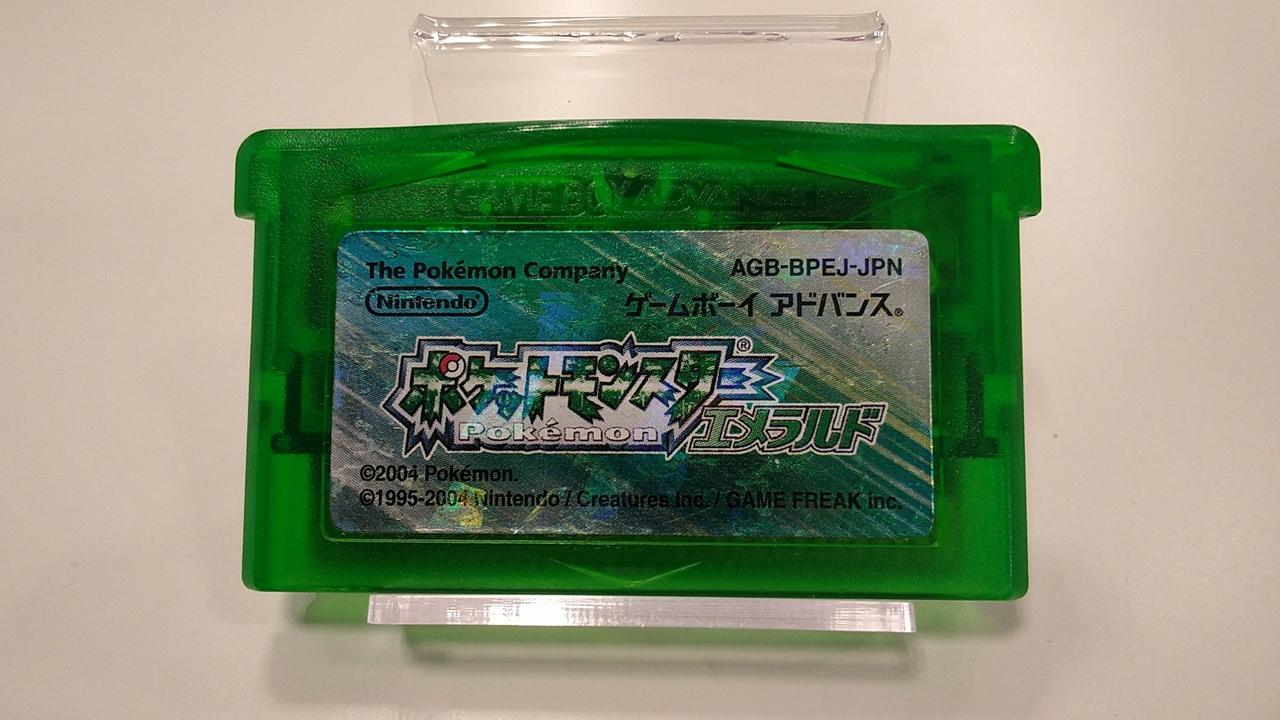 GAME BOY ADVANCE
The Pokémon Company
AGB-BPEJ-JPN
Nintendo®
ゲームボーイ アドバンス®
ポケットモンスター®
Pokémon
エメラルド
©2004 Pokémon.
©1995-2004 Nintendo / Creatures Inc. / GAME FREAK inc.